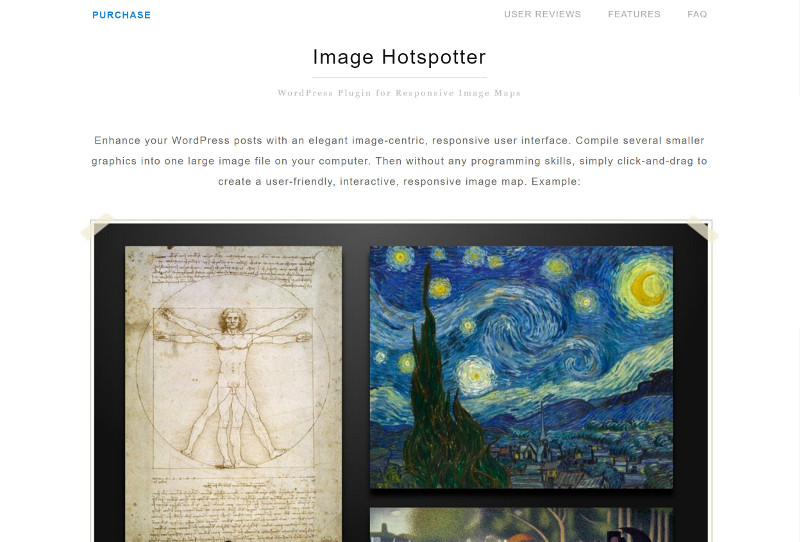 PURCHASE
USER REVIEWS FEATURES FAQ
Image Hotspotter
WordPress Plugin for Responsive Image Maps
Enhance your WordPress posts with an elegant image-centric, responsive user interface. Compile several smaller
graphics into one large image file on your computer. Then without any programming skills, simply click-and-drag to
create a user-friendly, interactive, responsive image map. Example: